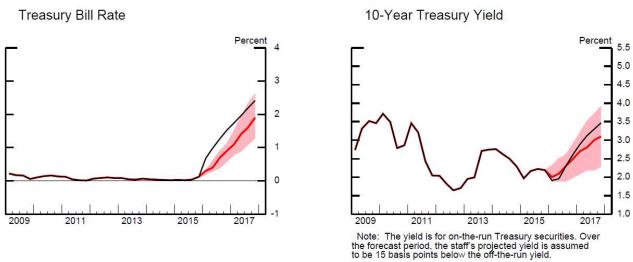 Treasury Bill Rate
Percent
4
3
2
1
0
-1
2009 2011 2013 2015 2017
10-Year Treasury Yield
Percent
5.5
5.0
4.5
4.0
3.5
3.0
2.5
2.0
1.5
1.0
2009 2011 2013 2015 2017
Note: The yield is for on-the-run Treasury securities. Over
the forecast period, the staff's projected yield is assumed
to be 15 basis points below the off-the-run yield.